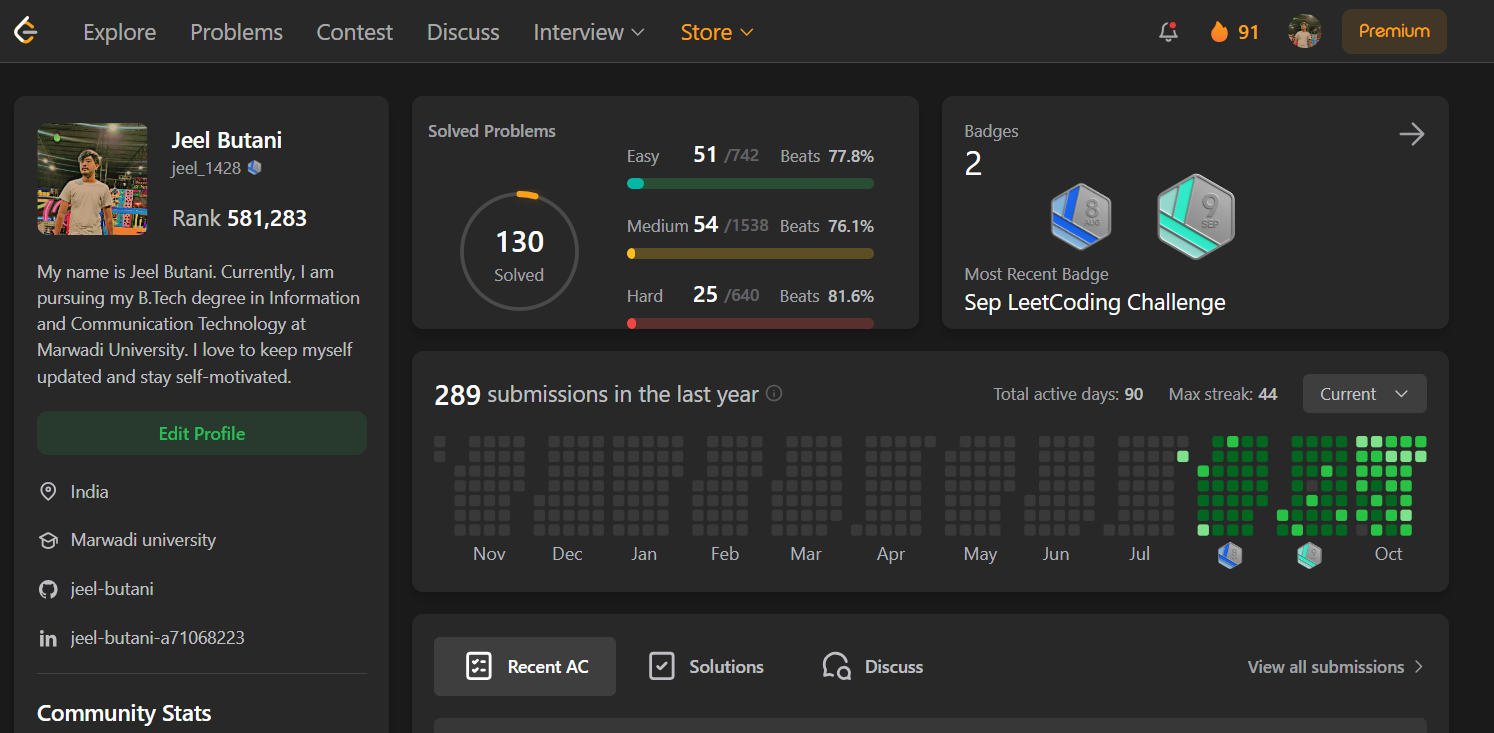 Explore Problems Contest Discuss Interview Store 91 Premium
Jeel Butani
jeel_1428
Rank 581,283
My name is Jeel Butani. Currently, I am
pursuing my B.Tech degree in Information
and Communication Technology at
Marwadi University. I love to keep myself
updated and stay self-motivated.
Edit Profile
India
Marwadi university
jeel-butani
in jeel-butani-a71068223
Community Stats
Solved Problems
130
Solved
Easy 51 /742 Beats 77.8%
Medium 54 /1538 Beats 76.1%
Hard 25 /640 Beats 81.6%
Badges
2
8
AUG
9
SEP
Most Recent Badge
Sep LeetCoding Challenge
289 submissions in the last year Total active days: 90 Max streak: 44 Current
Nov Dec Jan Feb Mar Apr May Jun Jul Oct
Recent AC Solutions Discuss View all submissions